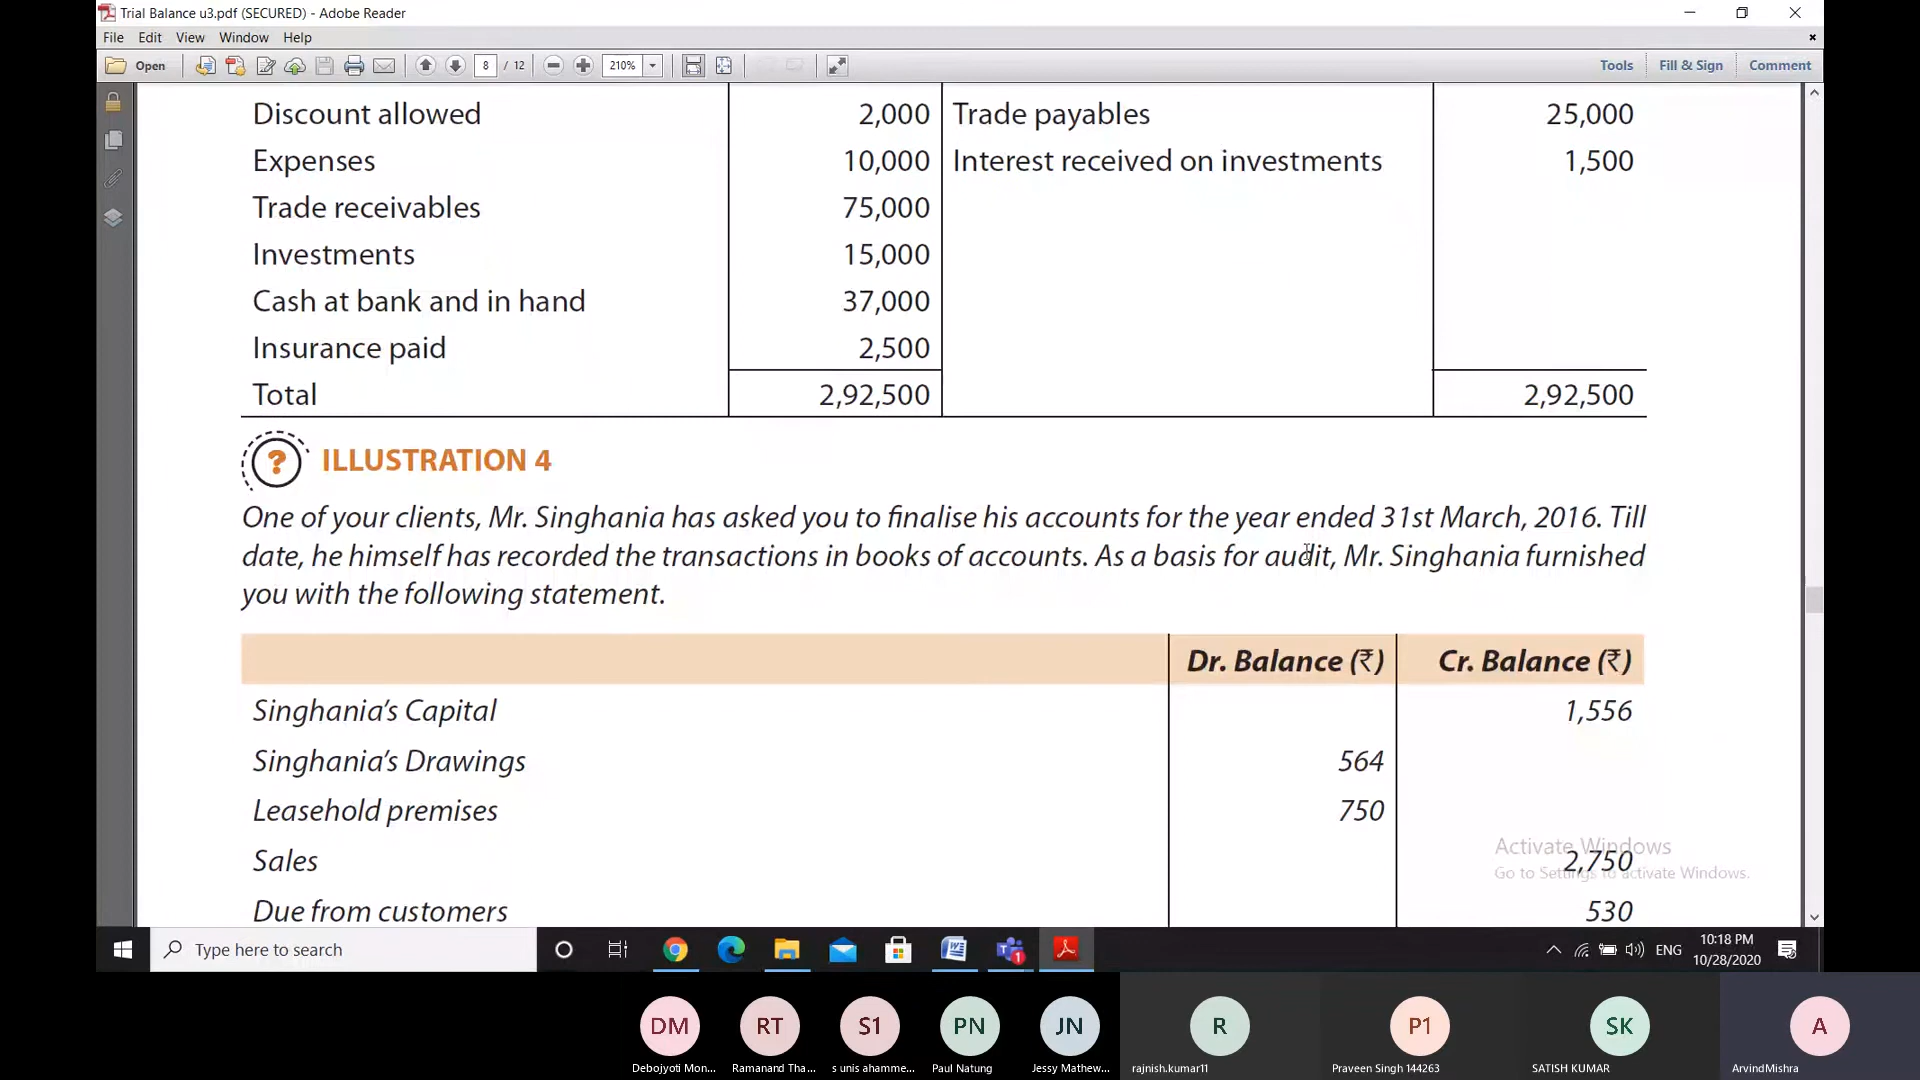 Trial Balance u3.pdf (SECURED) - Adobe Reader
File Edit View Window Help
Open 8 / 12 210% Tools Fill & Sign Comment
Discount allowed 2,000 Trade payables 25,000
Expenses 10,000 Interest received on investments 1,500
Trade receivables 75,000
Investments 15,000
Cash at bank and in hand 37,000
Insurance paid 2,500
Total 2,92,500 2,92,500
? ILLUSTRATION 4
One of your clients, Mr. Singhania has asked you to finalise his accounts for the year ended 31st March, 2016. Till
date, he himself has recorded the transactions in books of accounts. As a basis for audit, Mr. Singhania furnished
you with the following statement.
Dr. Balance (₹) Cr. Balance (₹)
Singhania's Capital 1,556
Singhania's Drawings 564
Leasehold premises 750
Sales 2,750
Due from customers 530
Activate Windows
Go to Settings to activate Windows.
Type here to search
1
ENG
10:18 PM
10/28/2020
DM RT S1 PN JN R P1 SK A
Debojyoti Mon... Ramanand Tha... s unis ahamme... Paul Natung Jessy Mathew... rajnish.kumar11 Praveen Singh 144263 SATISH KUMAR ArvindMishra